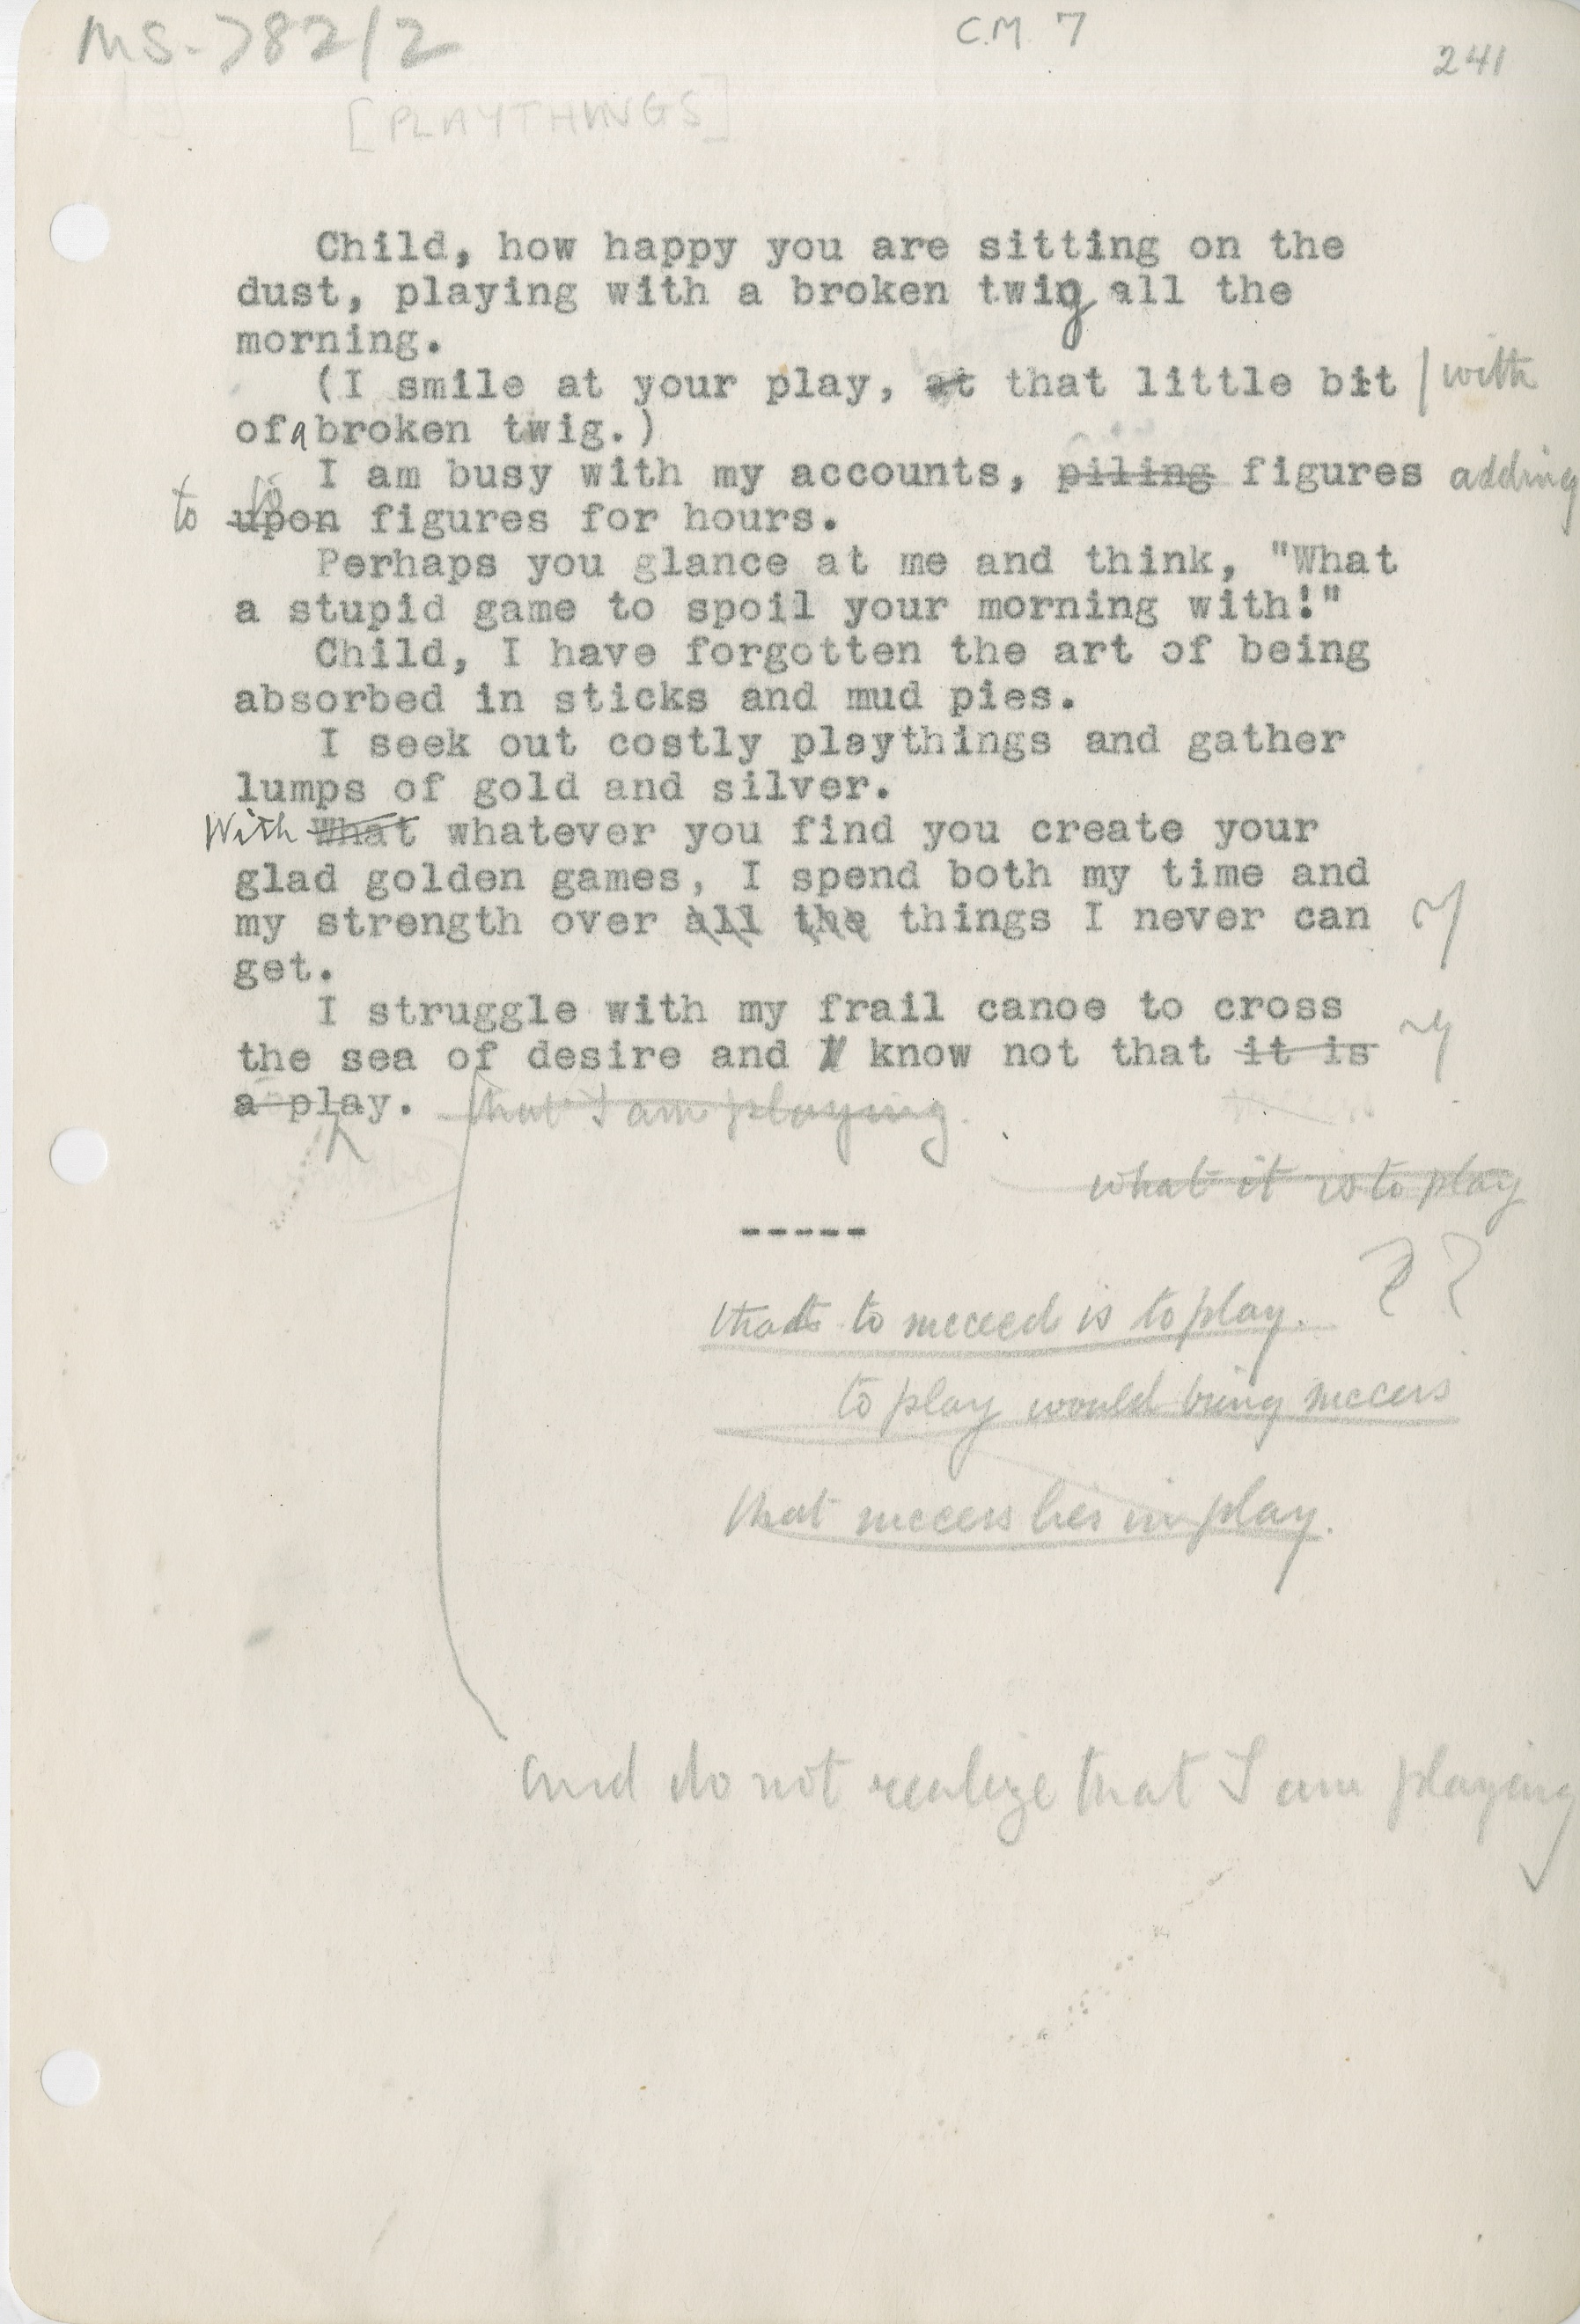 MS-782/2
C.M. 7
241
[PLAYTHINGS]
Child, how happy you are sitting on the
dust, playing with a broken twig all the
morning.
(I smile at your play, at that little bit / with
of a broken twig.)
I am busy with my accounts, piling figures adding
to to upon figures for hours.
Perhaps you glance at me and think, "What
a stupid game to spoil your morning with!"
Child, I have forgotten the art of being
absorbed in sticks and mud pies.
I seek out costly playthings and gather
lumps of gold and silver.
With What whatever you find you create your
glad golden games, I spend both my time and
my strength over all the things I never can
get.
I struggle with my frail canoe to cross
the sea of desire and I know not that it is
a play. that I am playing.
what it is to play
-----
that to succeed is to play. ? ?
to play would bring success
that success lies in play.
and do not realize that I am playing